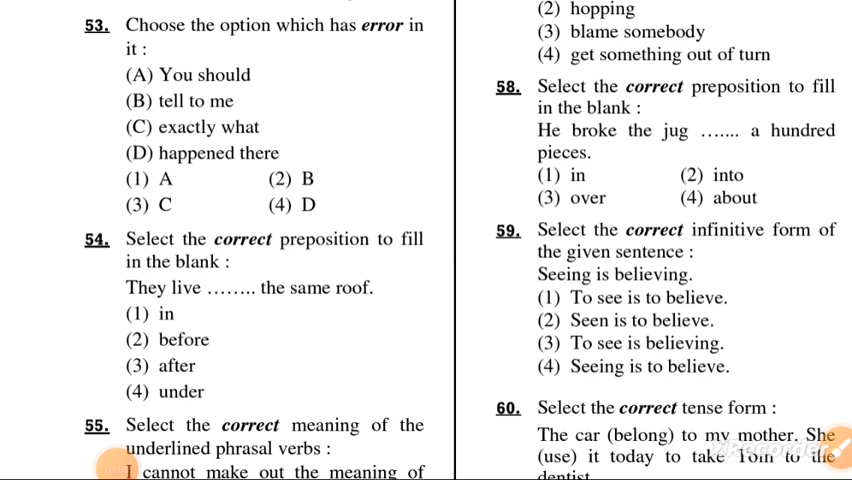 53. Choose the option which has error in
it :
(A) You should
(B) tell to me
(C) exactly what
(D) happened there
(1) A (2) B
(3) C (4) D
54. Select the correct preposition to fill
in the blank :
They live …….. the same roof.
(1) in
(2) before
(3) after
(4) under
55. Select the correct meaning of the
underlined phrasal verbs :
I cannot make out the meaning of
(2) hopping
(3) blame somebody
(4) get something out of turn
58. Select the correct preposition to fill
in the blank :
He broke the jug ……. a hundred
pieces.
(1) in (2) into
(3) over (4) about
59. Select the correct infinitive form of
the given sentence :
Seeing is believing.
(1) To see is to believe.
(2) Seen is to believe.
(3) To see is believing.
(4) Seeing is to believe.
60. Select the correct tense form :
The car (belong) to my mother. She
(use) it today to take Tom to the
dentist
XRecorder